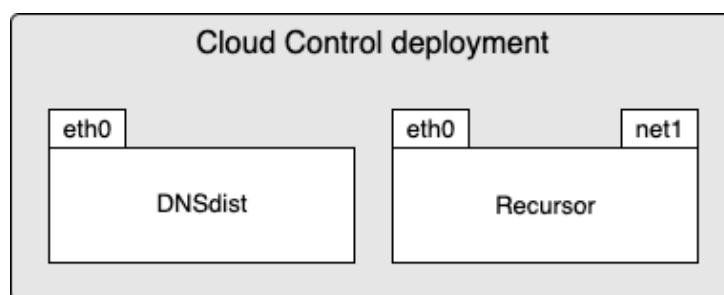 Cloud Control deployment
eth0
eth0
net1
DNSdist
Recursor